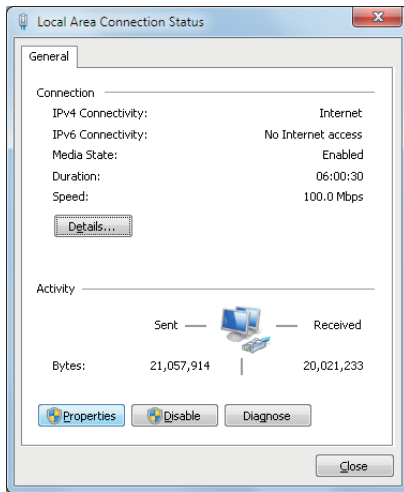 Local Area Connection Status
General
Connection
IPv4 Connectivity: Internet
IPv6 Connectivity: No Internet access
Media State: Enabled
Duration: 06:00:30
Speed: 100.0 Mbps
Details...
Activity
Sent Received
Bytes: 21,057,914 20,021,233
Properties Disable Diagnose
Close